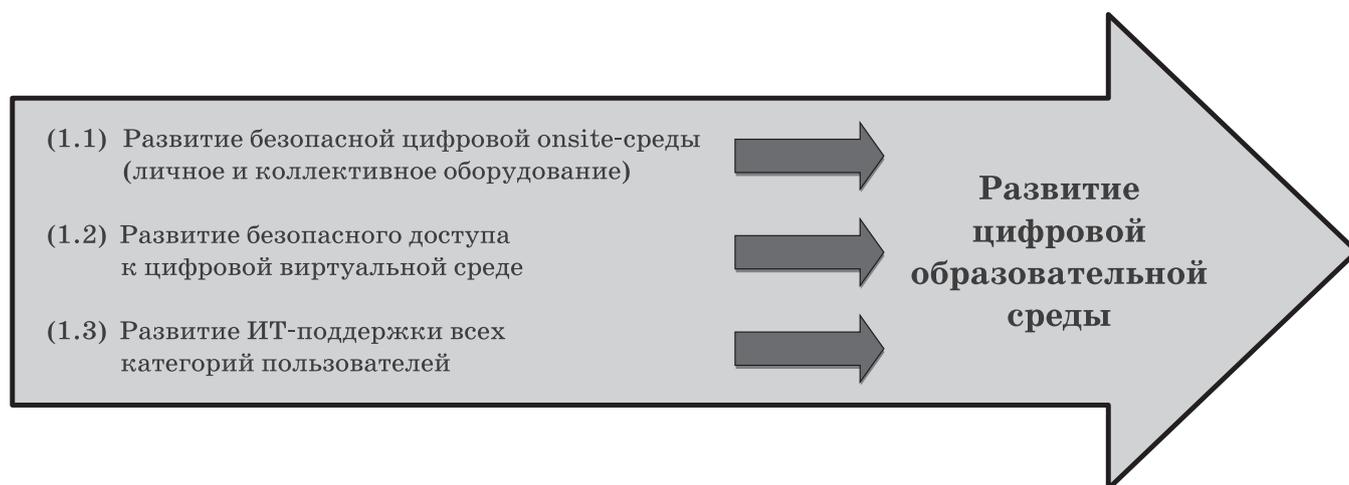 (1.1) Развитие безопасной цифровой onsite-среды
(личное и коллективное оборудование)
(1.2) Развитие безопасного доступа
к цифровой виртуальной среде
(1.3) Развитие ИТ-поддержки всех
категорий пользователей
Развитие
цифровой
образовательной
среды